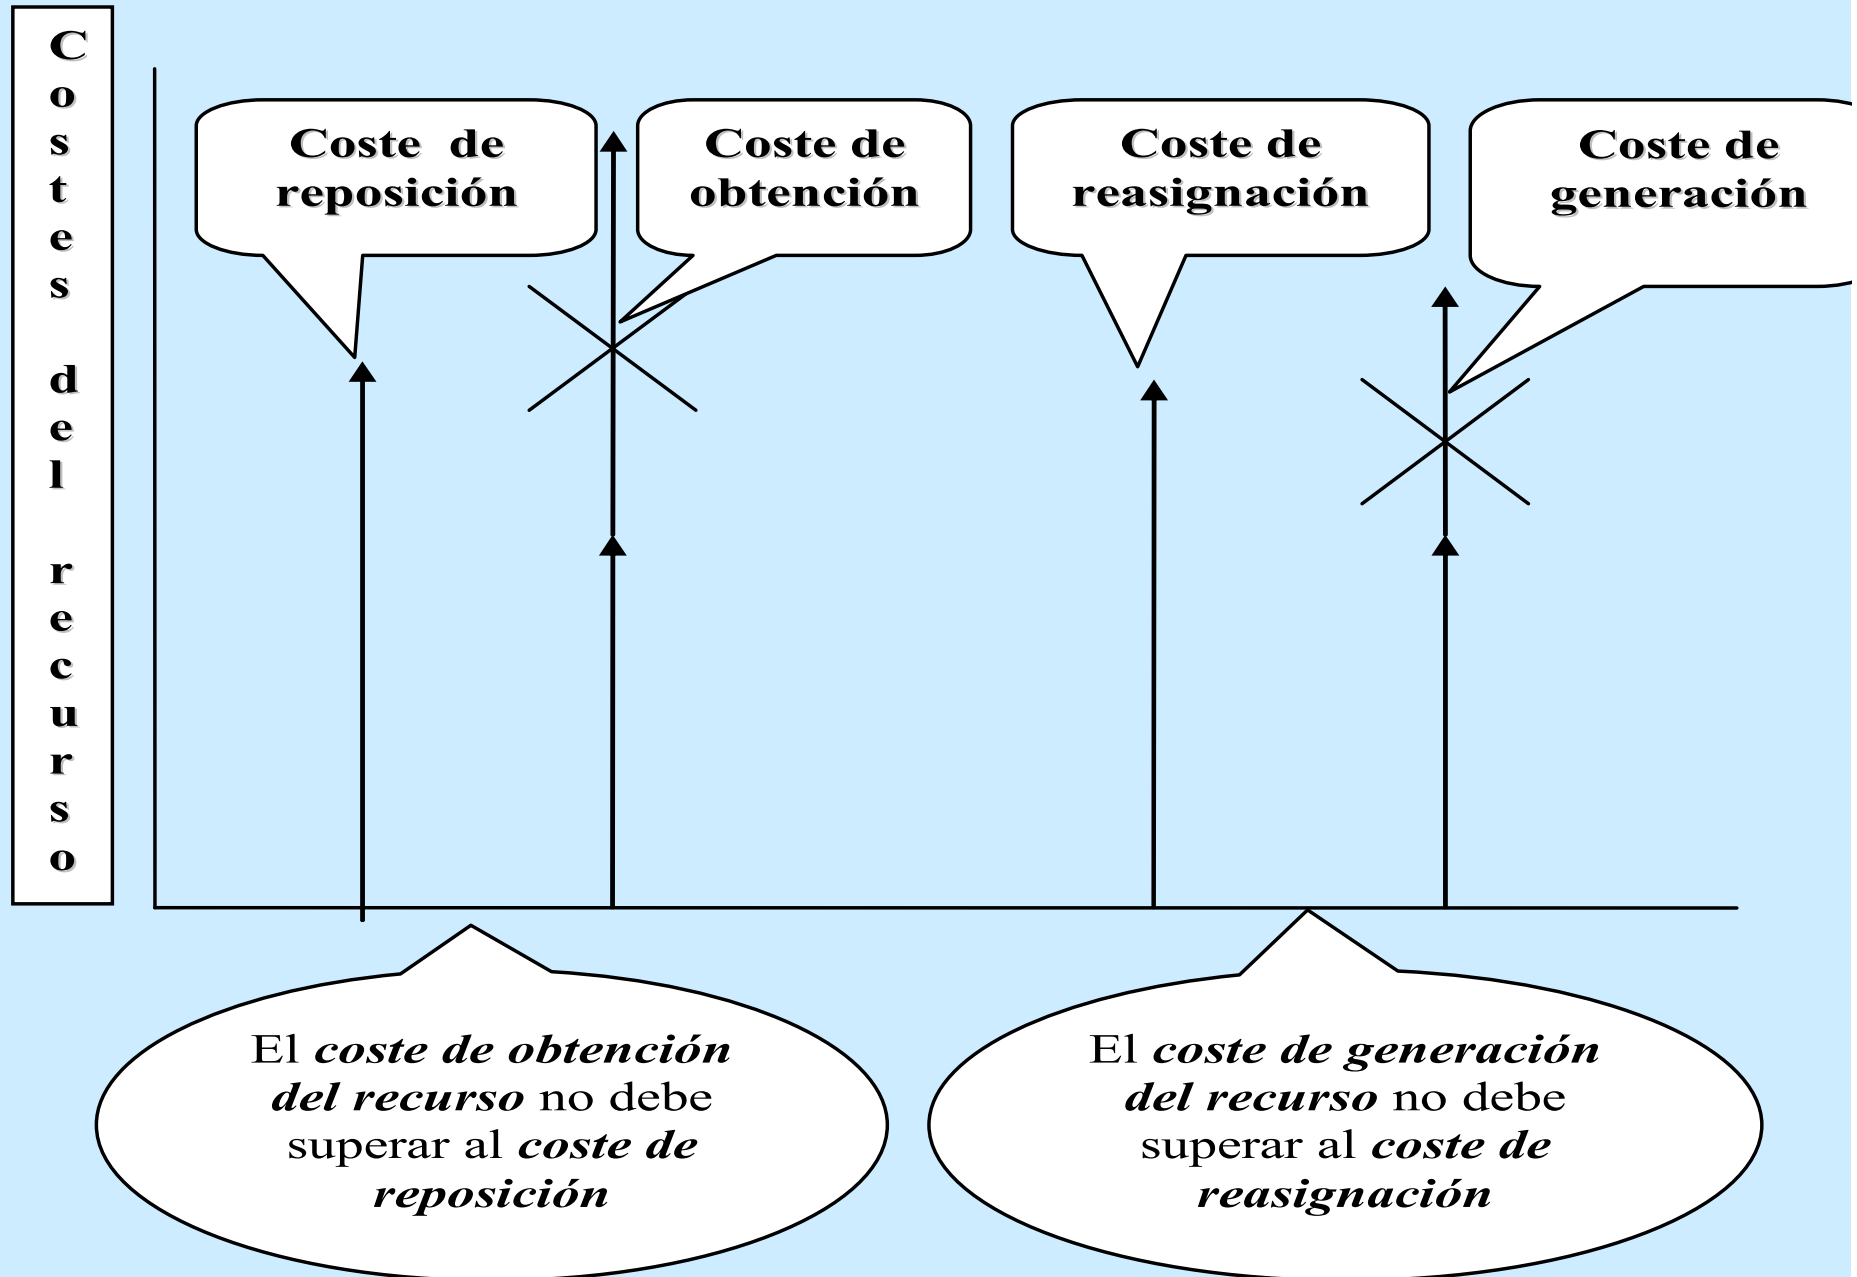 Costes del recurso
Coste de
reposición
Coste de
obtención
Coste de
reasignación
Coste de
generación
El coste de obtención
del recurso no debe
superar al coste de
reposición
El coste de generación
del recurso no debe
superar al coste de
reasignación